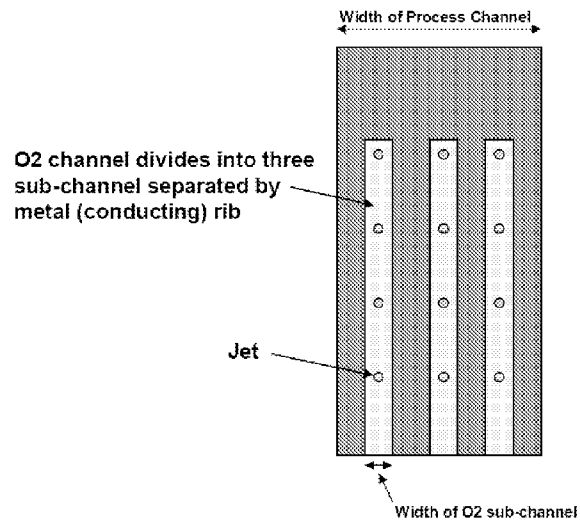 Width of Process Channel
O2 channel divides into three
sub-channel separated by
metal (conducting) rib
Jet
Width of O2 sub-channel